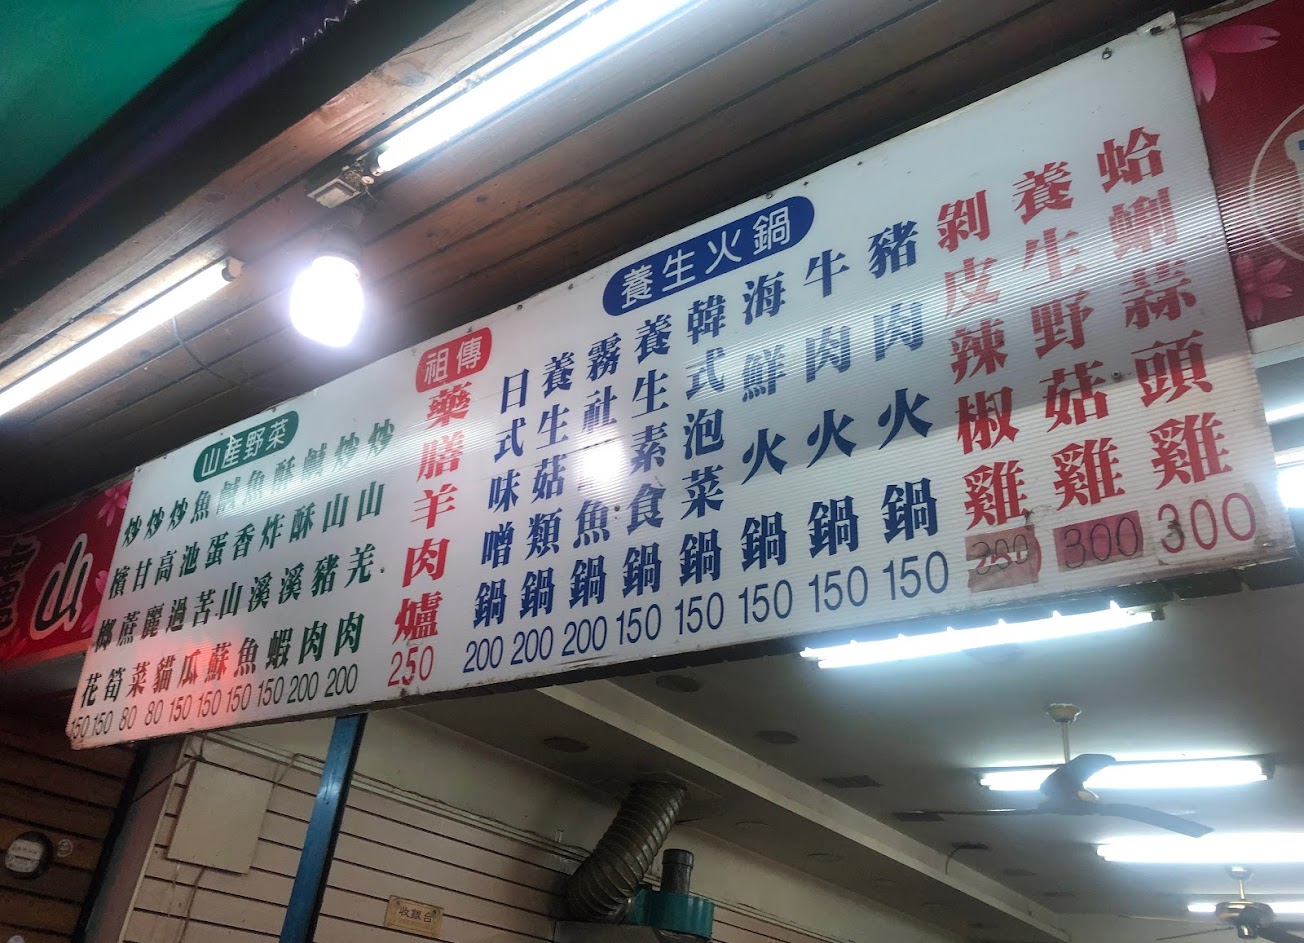 養生火鍋
蛤蜊蒜頭雞 300
養生野菇雞 300
剝皮辣椒雞
豬肉火鍋 150
牛肉火鍋 150
海鮮火鍋 150
韓式泡菜鍋 150
養生素食鍋 150
霧社魚鍋 200
養生菇類鍋 200
日式味噌鍋 200
祖傳
藥膳羊肉爐 250
山產野菜
炒山羌肉 200
炒山豬肉 200
鹹酥溪蝦 150
酥炸溪魚 150
魚香山蘇 150
鹹蛋苦瓜 150
魚池過貓 80
炒高麗菜 80
炒甘蔗筍 150
炒檳榔花 150
山
收銀台